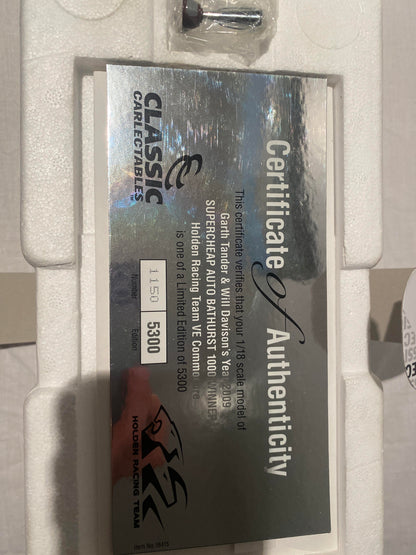 Certificate of Authenticity
This certificate verifies that your 1/18 scale model of
Garth Tander & Will Davison's Year 2009
SUPERCHEAP AUTO BATHURST 1000 WINNER
Holden Racing Team VE Commodore
is one of a Limited Edition of 5300
CLASSIC
CARLECTABLES™
1150
5300
Number
Edition
HOLDEN RACING TEAM